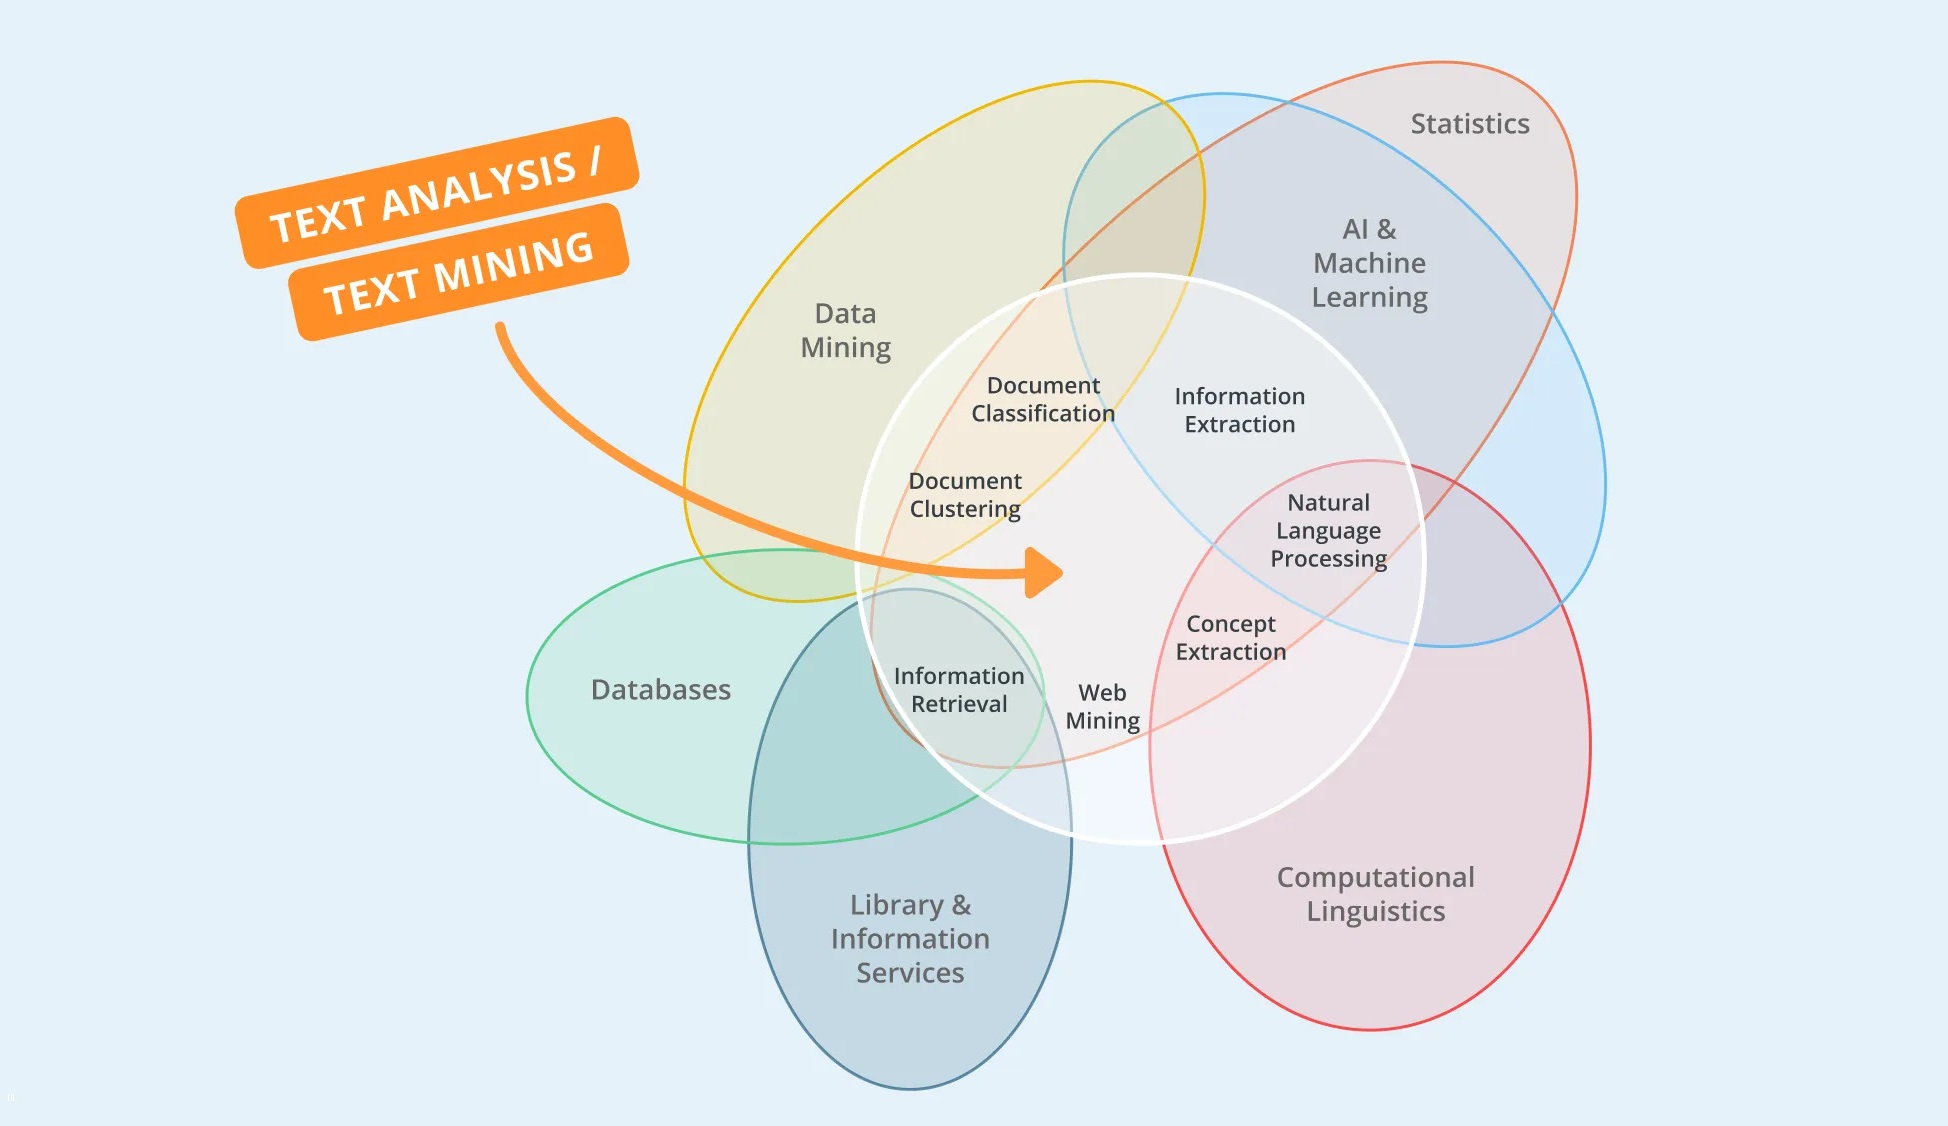 TEXT ANALYSIS /
TEXT MINING
Statistics
AI &
Machine
Learning
Data
Mining
Document
Classification
Information
Extraction
Document
Clustering
Natural
Language
Processing
Concept
Extraction
Information
Retrieval
Web
Mining
Databases
Library &
Information
Services
Computational
Linguistics